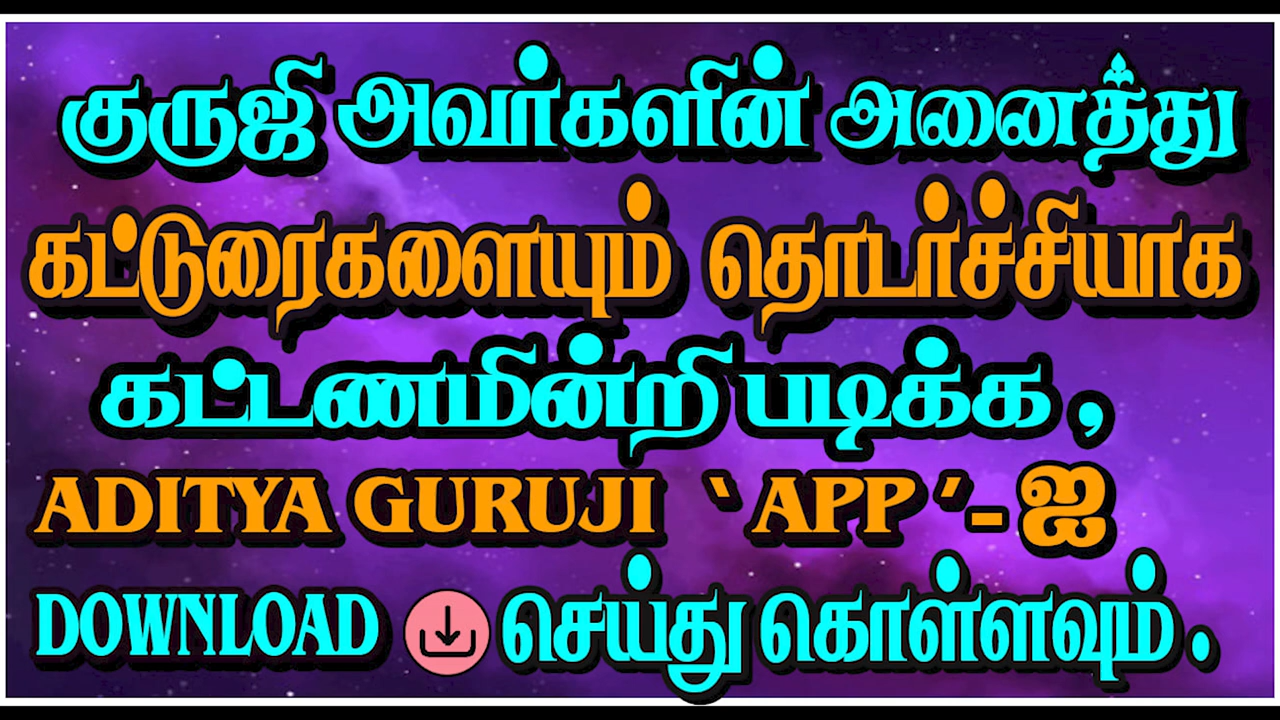 குருஜி அவர்களின் அனைத்து
கட்டுரைகளையும் தொடர்ச்சியாக
கட்டணமின்றி படிக்க ,
ADITYA GURUJI ‘ APP ’- ஐ
DOWNLOAD செய்து கொள்ளவும் .